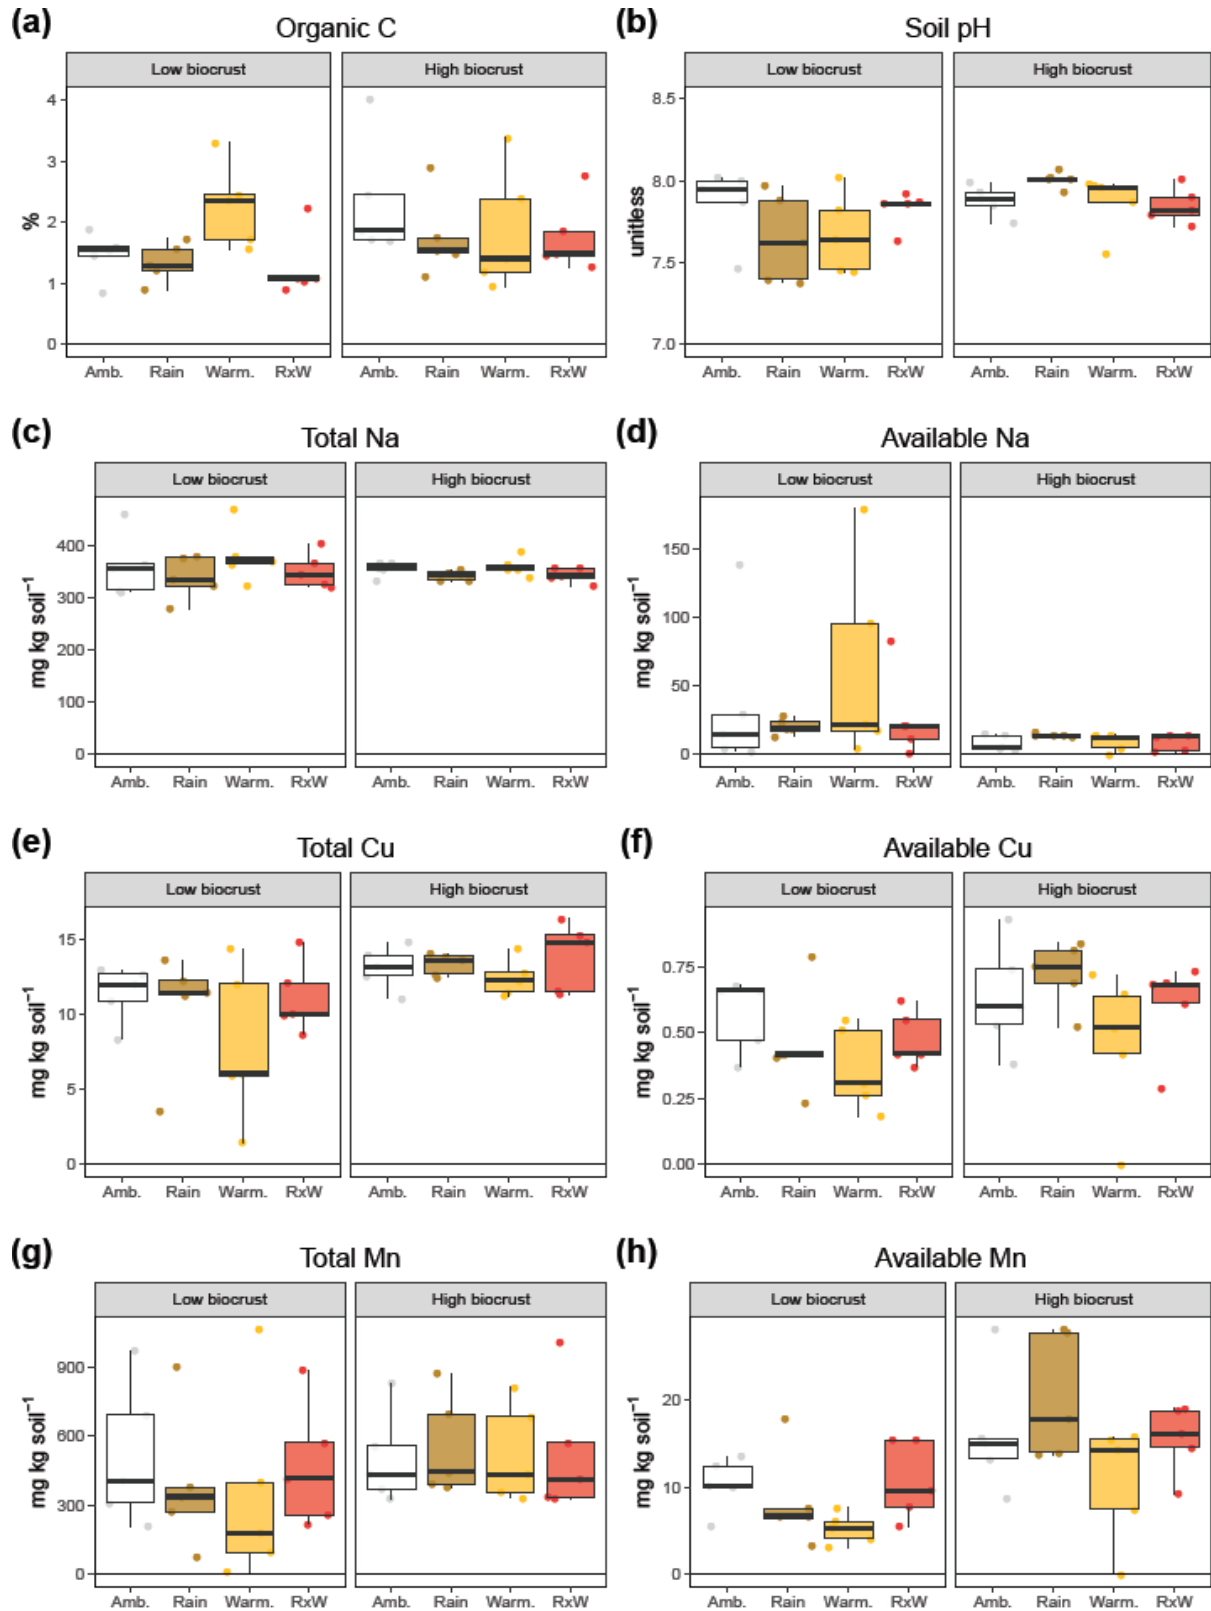 (a) Organic C
Low biocrust High biocrust
4
3
2
1
0
%
Amb. Rain Warm. RxW Amb. Rain Warm. RxW
(b) Soil pH
Low biocrust High biocrust
8.5
8.0
7.5
7.0
unitless
Amb. Rain Warm. RxW Amb. Rain Warm. RxW
(c) Total Na
Low biocrust High biocrust
400
300
200
100
0
mg kg soil⁻¹
Amb. Rain Warm. RxW Amb. Rain Warm. RxW
(d) Available Na
Low biocrust High biocrust
150
100
50
0
mg kg soil⁻¹
Amb. Rain Warm. RxW Amb. Rain Warm. RxW
(e) Total Cu
Low biocrust High biocrust
15
10
5
0
mg kg soil⁻¹
Amb. Rain Warm. RxW Amb. Rain Warm. RxW
(f) Available Cu
Low biocrust High biocrust
0.75
0.50
0.25
0.00
mg kg soil⁻¹
Amb. Rain Warm. RxW Amb. Rain Warm. RxW
(g) Total Mn
Low biocrust High biocrust
900
600
300
0
mg kg soil⁻¹
Amb. Rain Warm. RxW Amb. Rain Warm. RxW
(h) Available Mn
Low biocrust High biocrust
20
10
0
mg kg soil⁻¹
Amb. Rain Warm. RxW Amb. Rain Warm. RxW